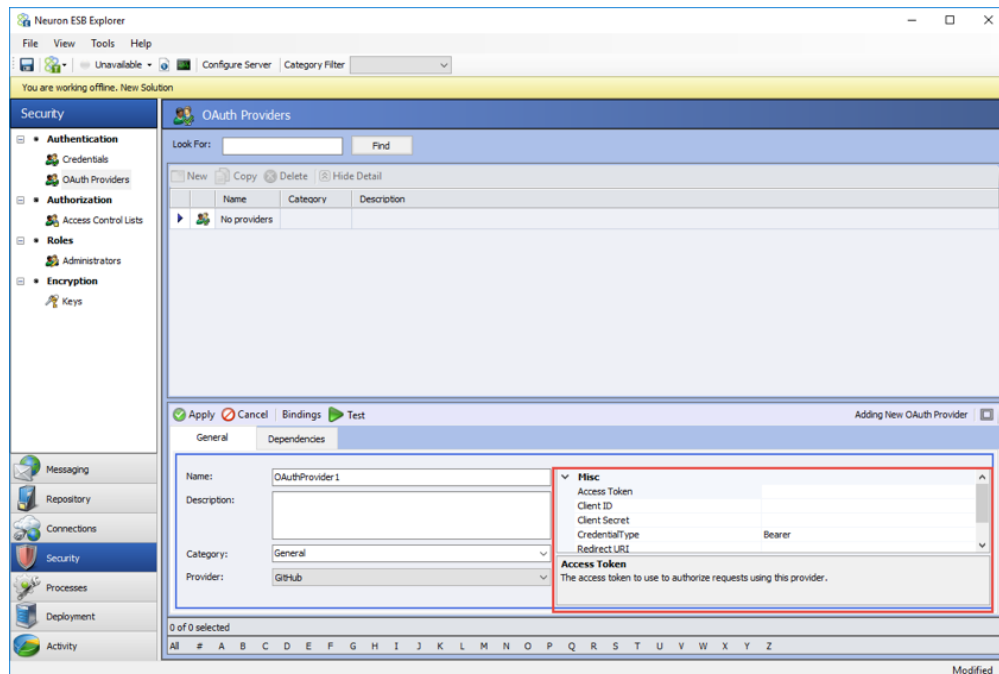 Neuron ESB Explorer
File View Tools Help
Unavailable Configure Server Category Filter
You are working offline. New Solution
Security
Authentication
Credentials
OAuth Providers
Authorization
Access Control Lists
Roles
Administrators
Encryption
Keys
Messaging
Repository
Connections
Security
Processes
Deployment
Activity
OAuth Providers
Look For: Find
New Copy Delete Hide Detail
Name Category Description
No providers
Apply Cancel Bindings Test Adding New OAuth Provider
General Dependencies
Name: OAuthProvider1
Description:
Category: General
Provider: GitHub
Misc
Access Token
Client ID
Client Secret
CredentialType Bearer
Redirect URI
Access Token
The access token to use to authorize requests using this provider.
0 of 0 selected
All # A B C D E F G H I J K L M N O P Q R S T U V W X Y Z
Modified